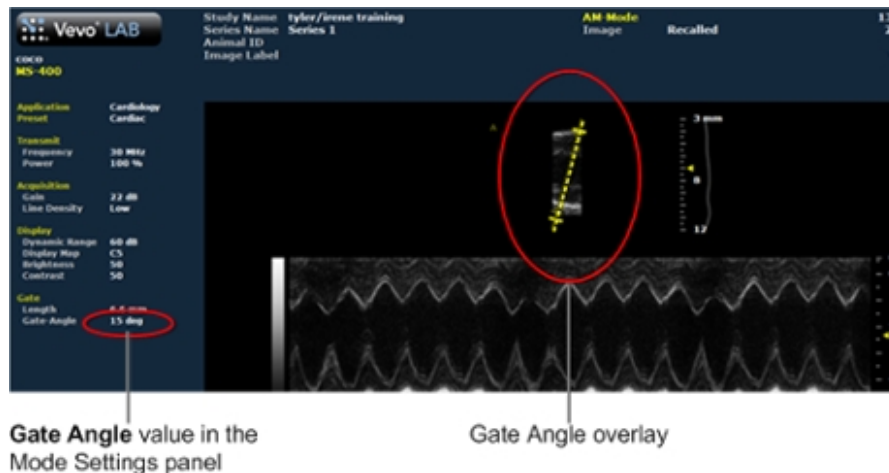 Vevo LAB
Study Name tyler/irene training
Series Name Series 1
Animal ID
Image Label
AM-Mode
Image Recalled
coco
MS-400
Application Cardiology
Preset Cardiac
Transmit
Frequency 30 MHz
Power 100 %
Acquisition
Gain 22 dB
Line Density Low
Display
Dynamic Range 60 dB
Display Map C5
Brightness 50
Contrast 50
Gate
Length 6.6 mm
Gate-Angle 15 deg
A
3 mm
8
12
Gate Angle value in the
Mode Settings panel
Gate Angle overlay